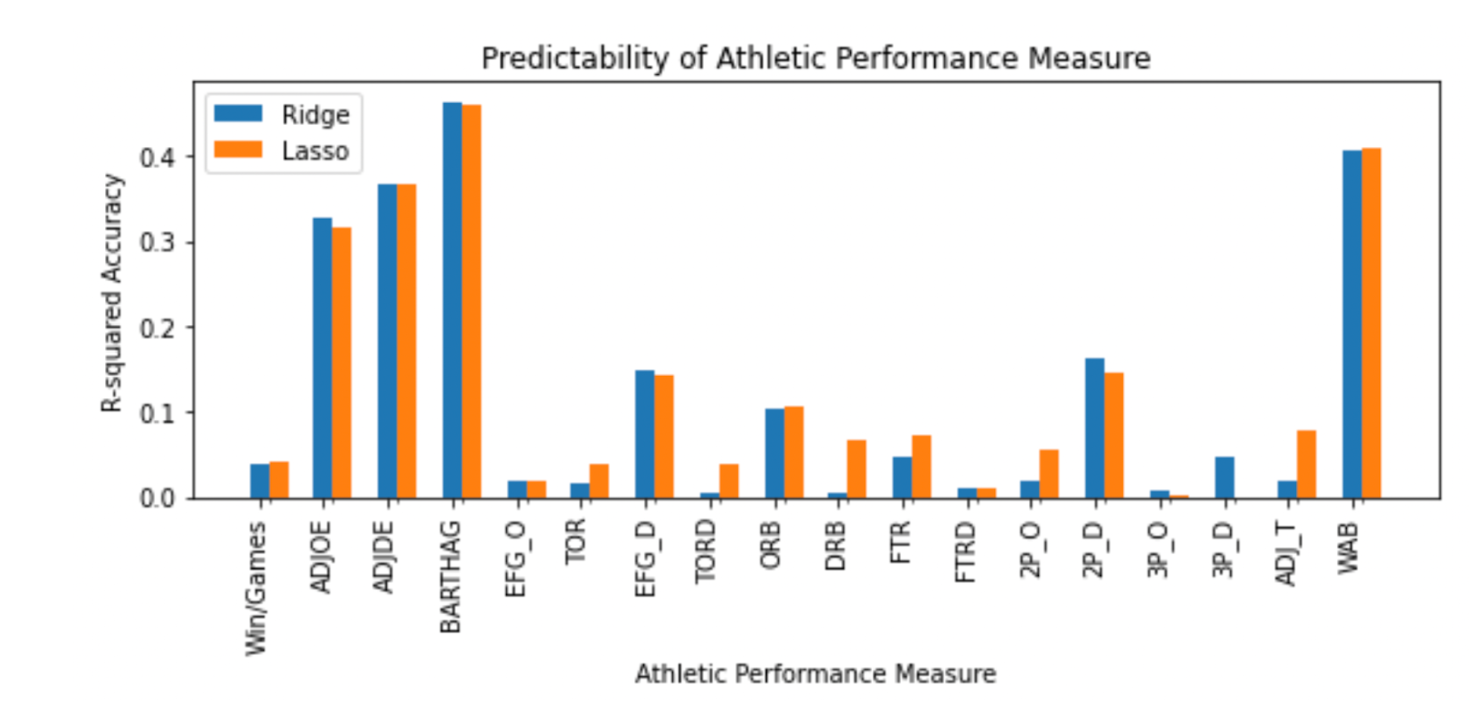 Predictability of Athletic Performance Measure
Ridge
Lasso
R-squared Accuracy
0.4
0.3
0.2
0.1
0.0
Win/Games
ADJOE
ADJDE
BARTHAG
EFG_O
TOR
EFG_D
TORD
ORB
DRB
FTR
FTRD
2P_O
2P_D
3P_O
3P_D
ADJ_T
WAB
Athletic Performance Measure